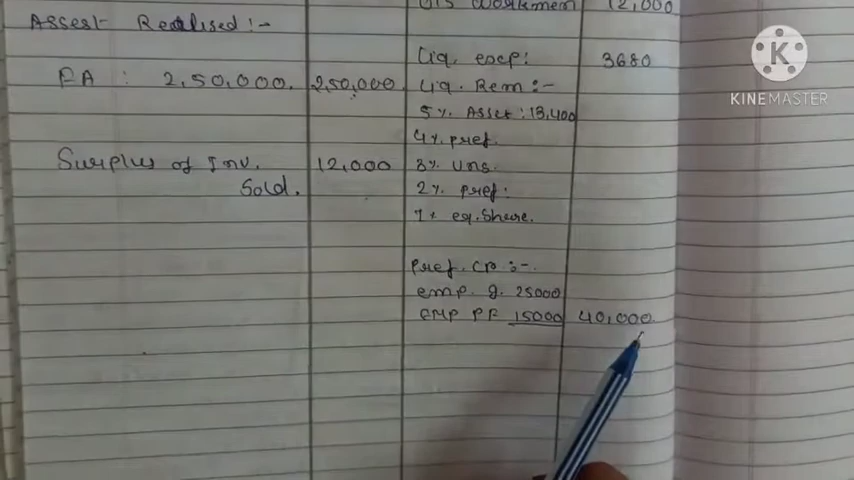 O/S Workmen 12,000
Assest Realised :-
Liq. esep: 3680
FA : 2,50,000. 2,50,000
Liq. Rem :-
5% Asset : 13,400
4% pref.
Surplus of Inv. 12,000
3% Uns.
Sold.
2% pref:
1% eq. Share.
Pref. CR :-.
emp. g. 25000
EMP PF 15000 40,000
K
KINEMASTER